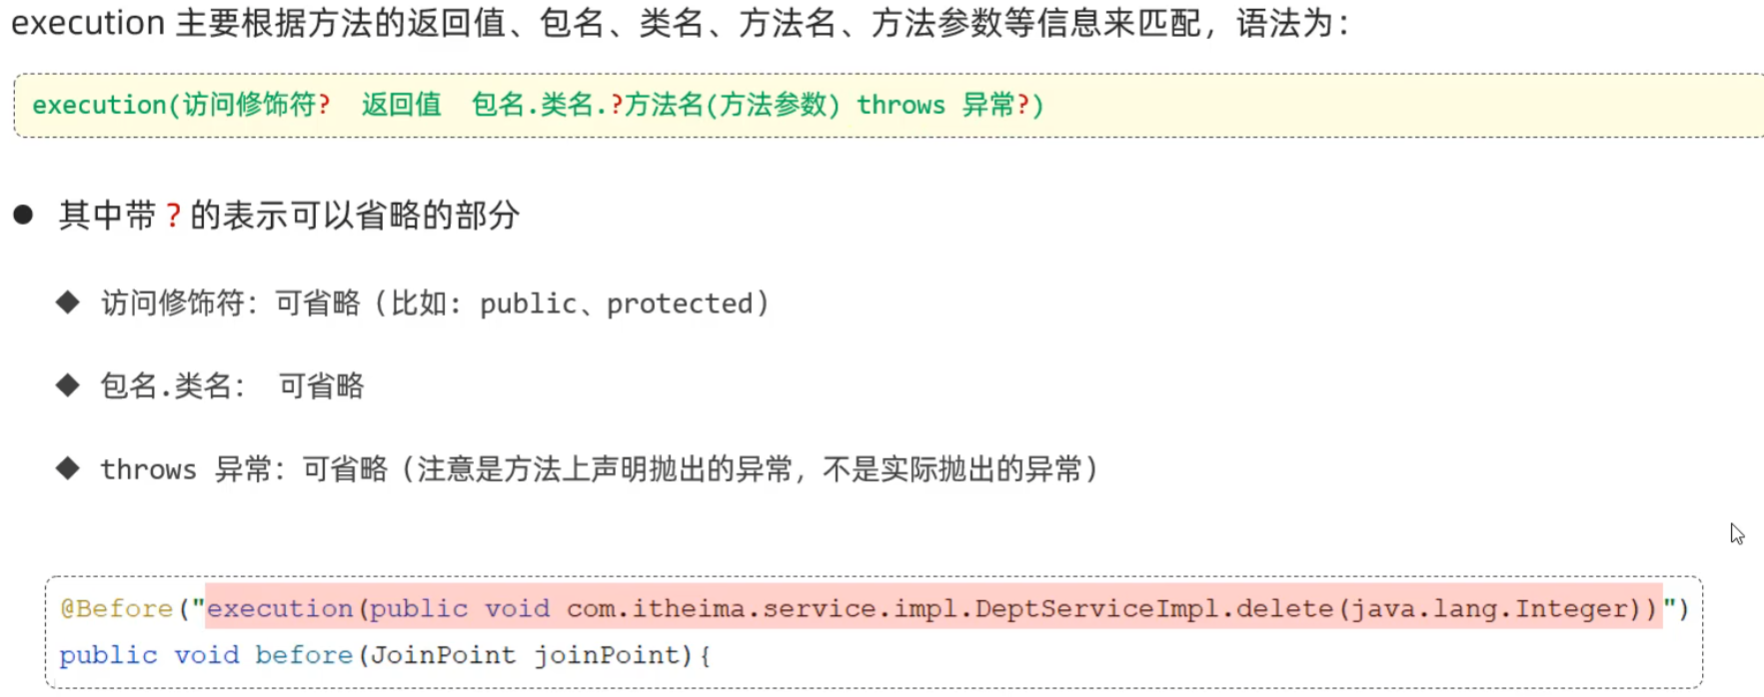 execution 主要根据方法的返回值、包名、类名、方法名、方法参数等信息来匹配，语法为：
execution(访问修饰符?  返回值  包名.类名.?方法名(方法参数) throws 异常?)
● 其中带 ? 的表示可以省略的部分
◆ 访问修饰符：可省略（比如: public、protected）
◆ 包名.类名： 可省略
◆ throws 异常：可省略（注意是方法上声明抛出的异常，不是实际抛出的异常）
@Before("execution(public void com.itheima.service.impl.DeptServiceImpl.delete(java.lang.Integer))")
public void before(JoinPoint joinPoint){